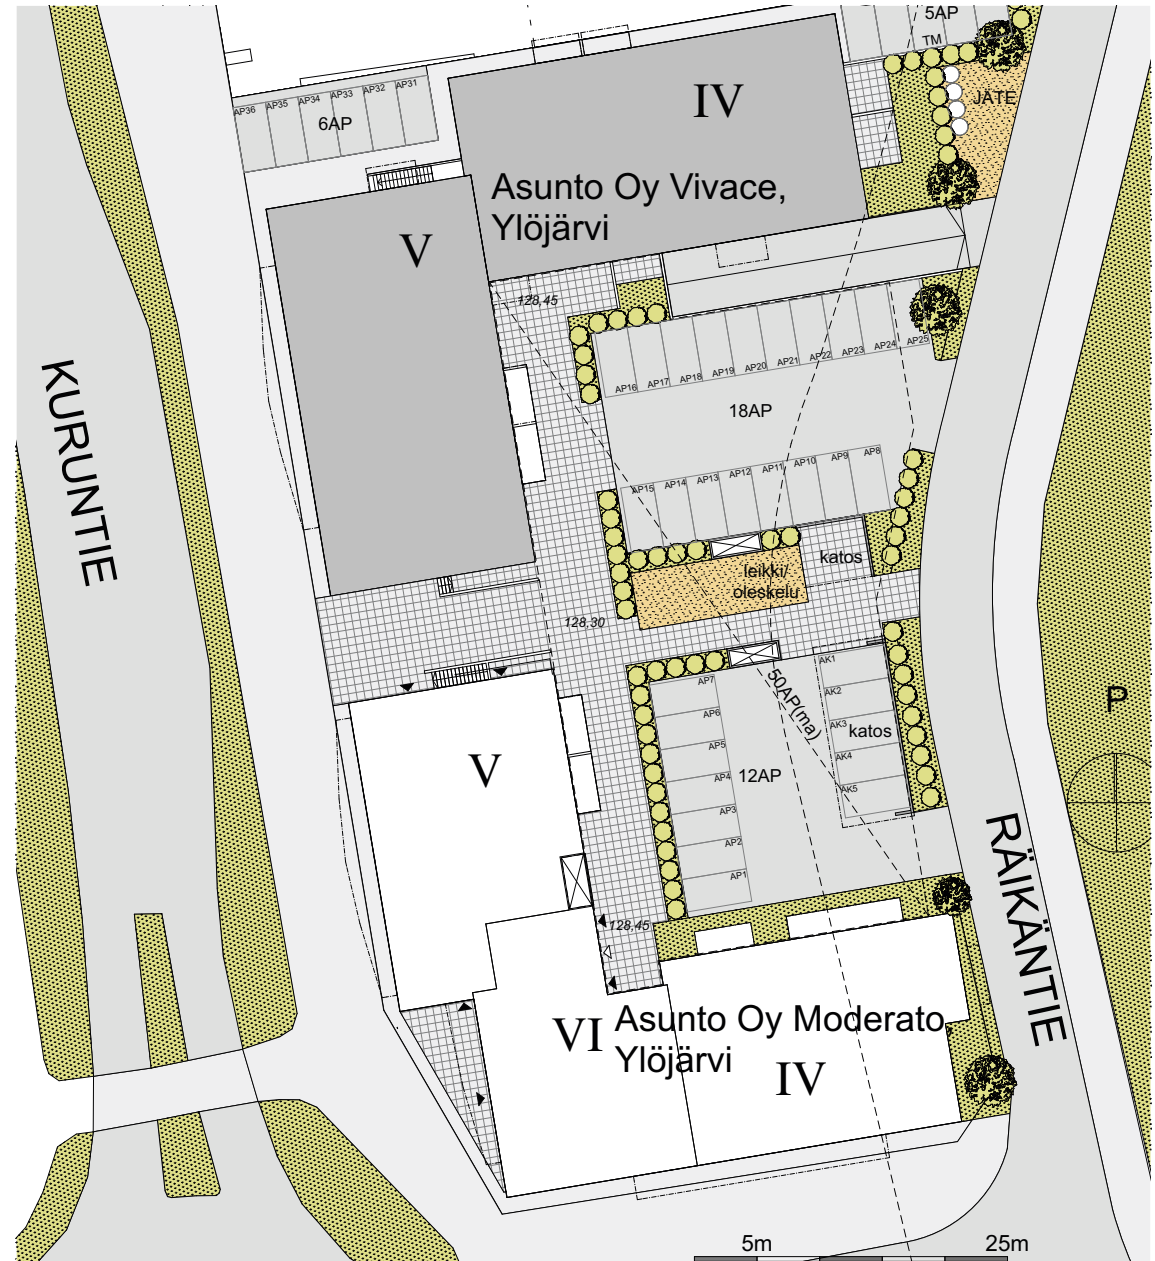 5AP
TM
JÄTE
AP36
AP35
AP34
AP33
AP32
AP31
6AP
IV
Asunto Oy Vivace,
Ylöjärvi
V
128,45
KURUNTIE
AP16
AP17
AP18
AP19
AP20
AP21
AP22
AP23
AP24
AP25
18AP
AP15
AP14
AP13
AP12
AP11
AP10
AP9
AP8
katos
leikki/
oleskelu
128,30
AP7
AP6
AP5
AP4
AP3
AP2
AP1
50AP(ma)
12AP
AK1
AK2
AK3
AK4
AK5
katos
P
V
RÄIKÄNTIE
128,45
VI
Asunto Oy Moderato
Ylöjärvi
IV
5m
25m